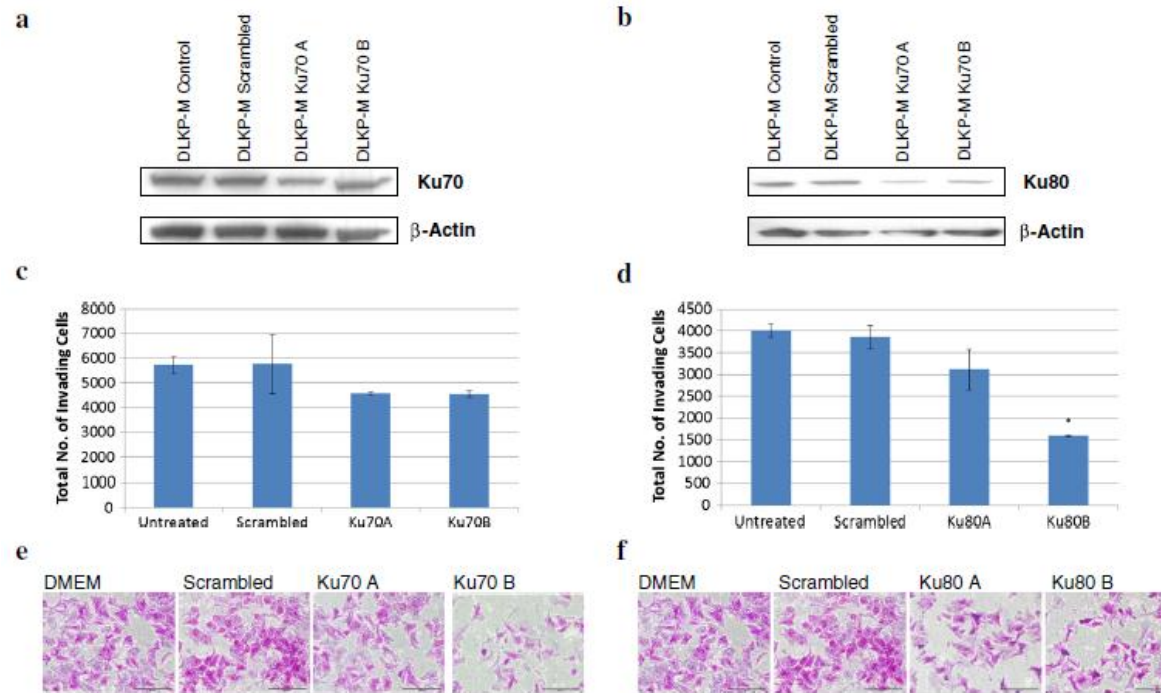 a
DLKP-M Control
DLKP-M Scrambled
DLKP-M Ku70 A
DLKP-M Ku70 B
Ku70
β-Actin
b
DLKP-M Control
DLKP-M Scrambled
DLKP-M Ku70 A
DLKP-M Ku70 B
Ku80
β-Actin
c
Total No. of Invading Cells
8000
7000
6000
5000
4000
3000
2000
1000
0
Untreated Scrambled Ku70A Ku70B
d
Total No. of Invading Cells
4500
4000
3500
3000
2500
2000
1500
1000
500
0
*
Untreated Scrambled Ku80A Ku80B
e
DMEM Scrambled Ku70 A Ku70 B
f
DMEM Scrambled Ku80 A Ku80 B